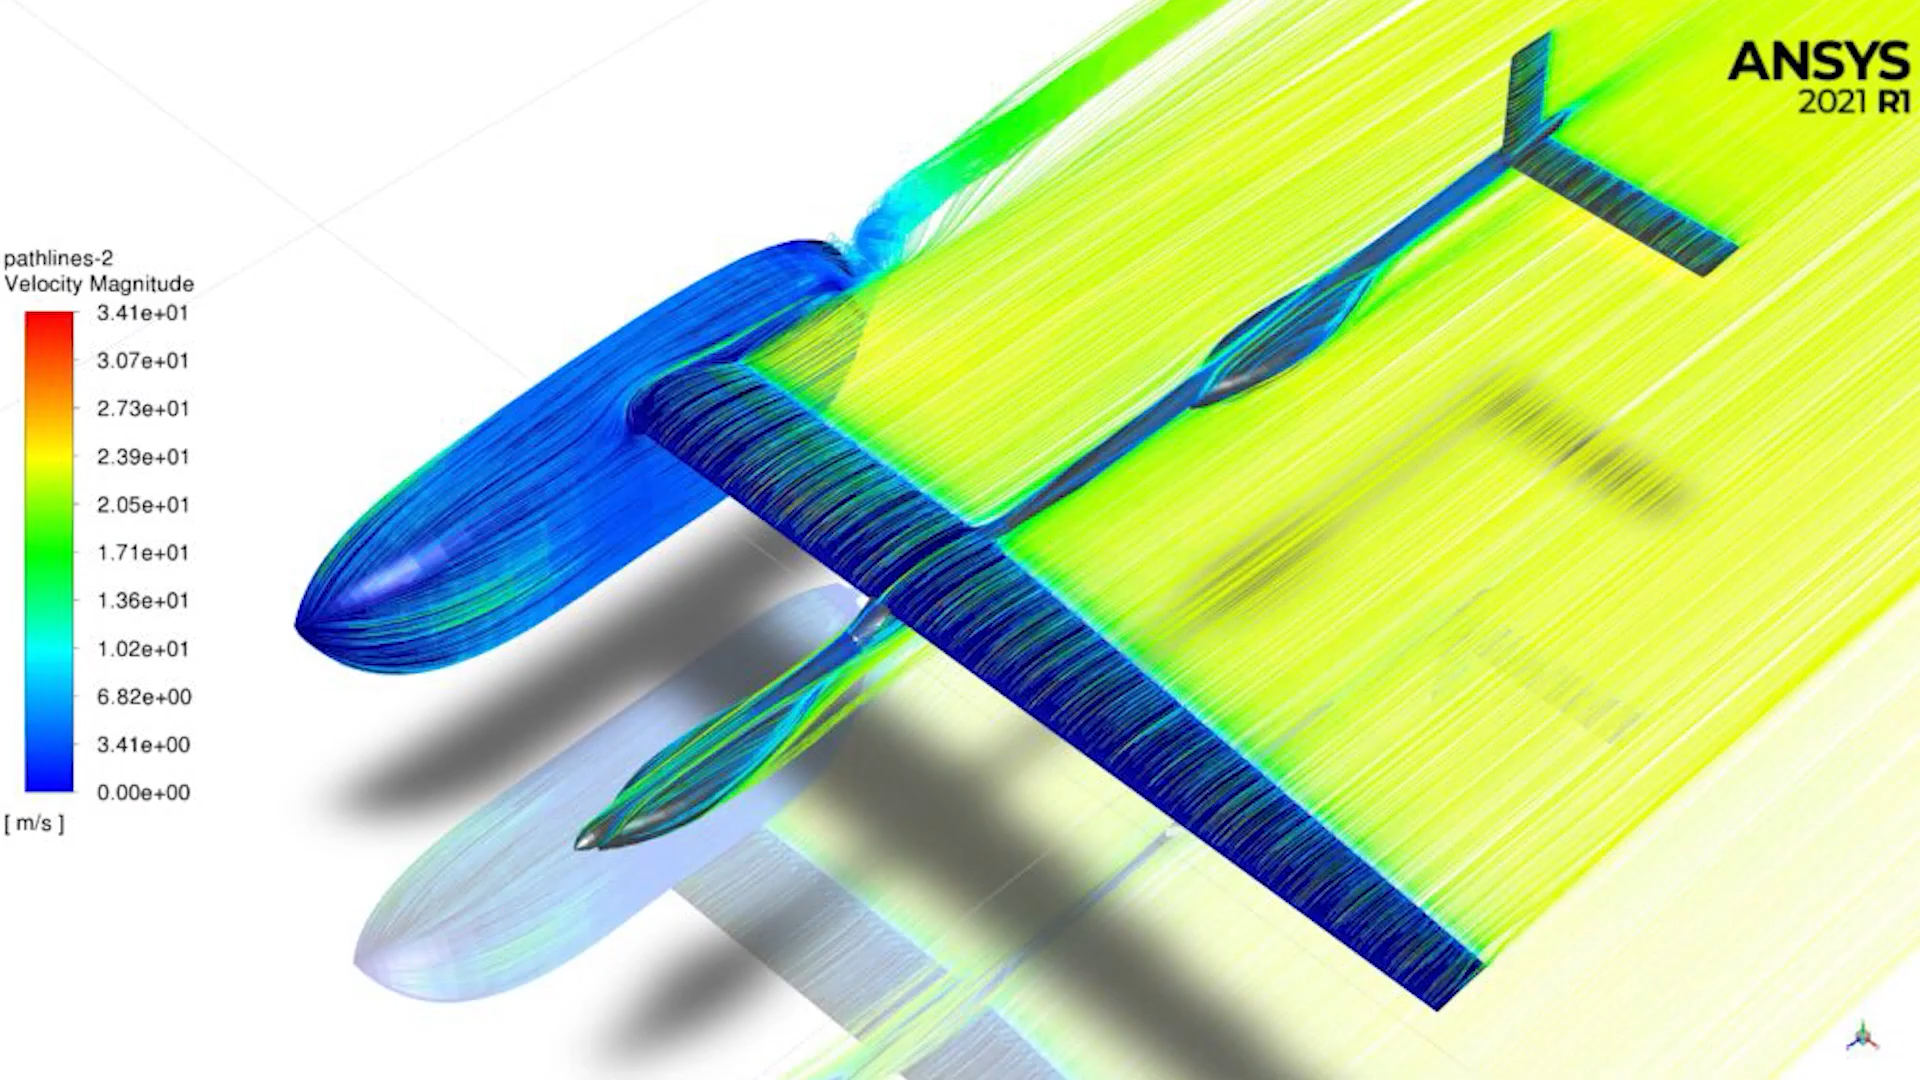 ANSYS
2021 R1
pathlines-2
Velocity Magnitude
3.41e+01
3.07e+01
2.73e+01
2.39e+01
2.05e+01
1.71e+01
1.36e+01
1.02e+01
6.82e+00
3.41e+00
0.00e+00
[ m/s ]